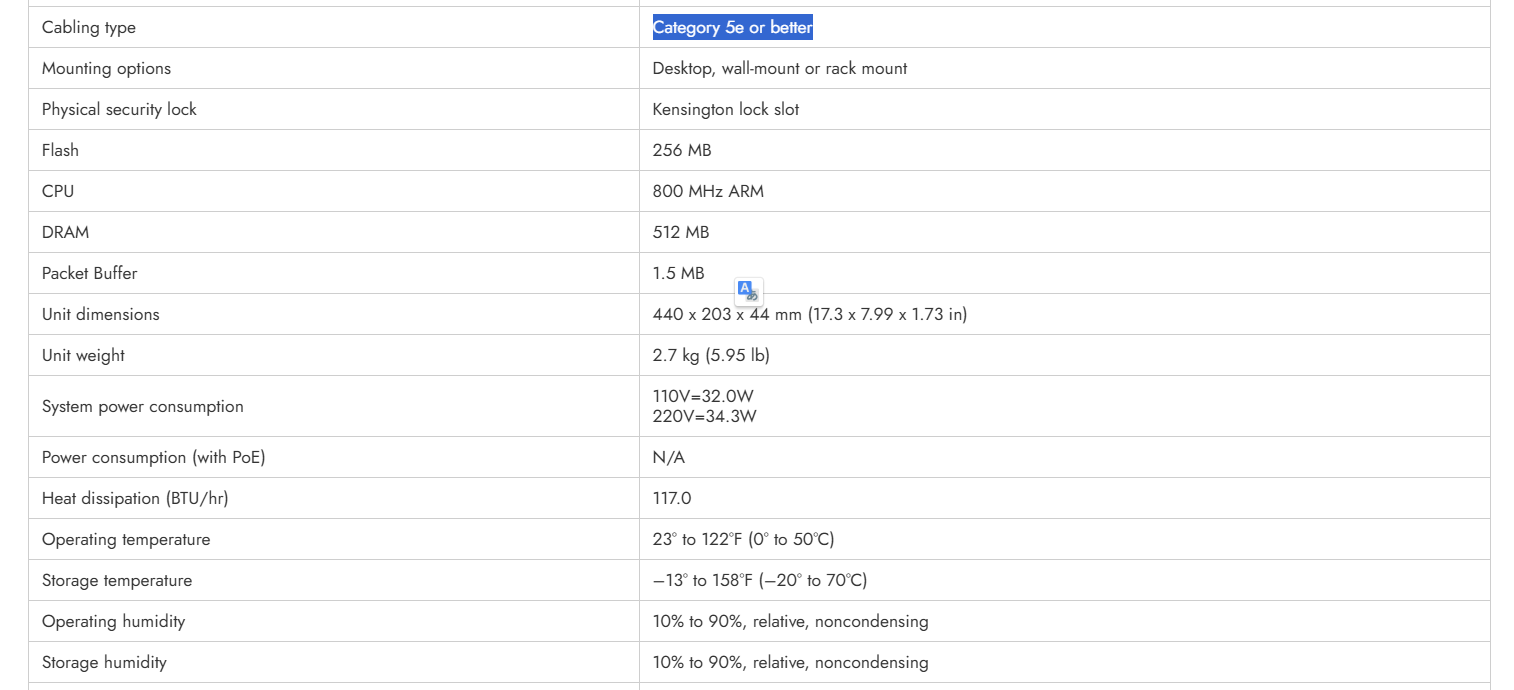 Cabling type Category 5e or better
Mounting options Desktop, wall-mount or rack mount
Physical security lock Kensington lock slot
Flash 256 MB
CPU 800 MHz ARM
DRAM 512 MB
Packet Buffer 1.5 MB
Unit dimensions 440 x 203 x 44 mm (17.3 x 7.99 x 1.73 in)
Unit weight 2.7 kg (5.95 lb)
System power consumption 110V=32.0W
220V=34.3W
Power consumption (with PoE) N/A
Heat dissipation (BTU/hr) 117.0
Operating temperature 23° to 122°F (0° to 50°C)
Storage temperature –13° to 158°F (–20° to 70°C)
Operating humidity 10% to 90%, relative, noncondensing
Storage humidity 10% to 90%, relative, noncondensing